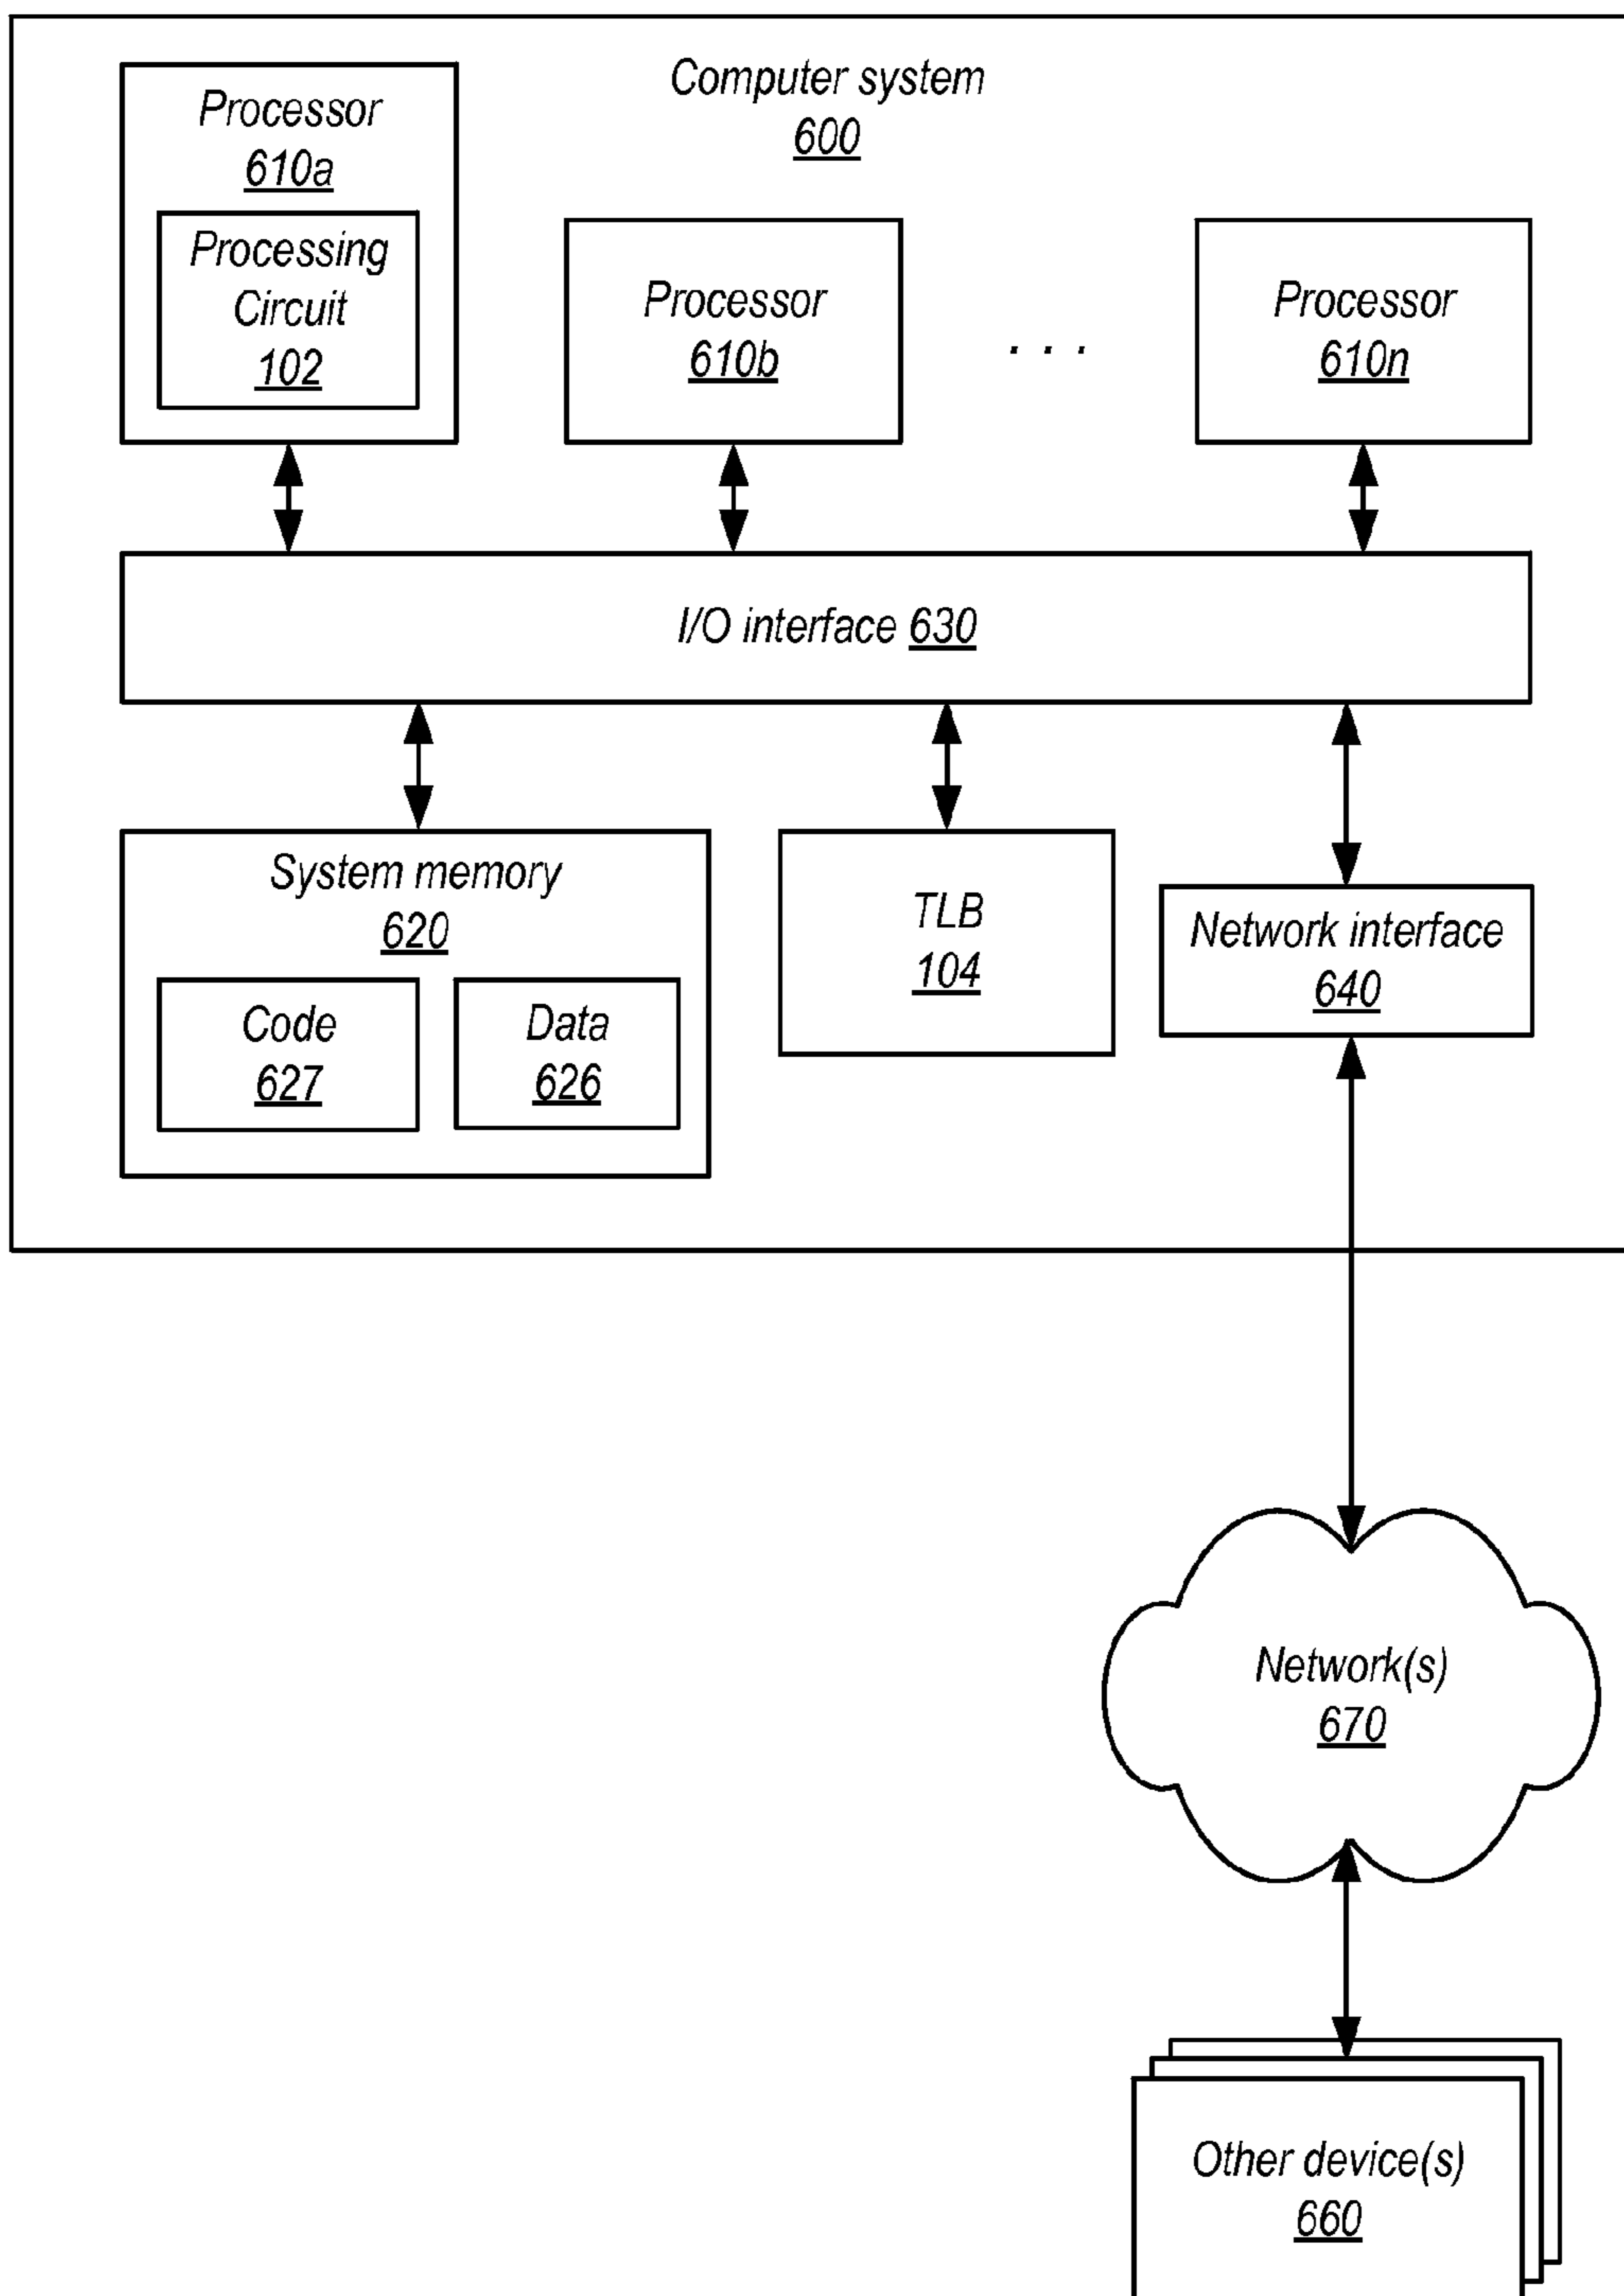 Computer system
600
Processor
610a
Processing
Circuit
102
Processor
610b
. . .
Processor
610n
I/O interface 630
System memory
620
Code
627
Data
626
TLB
104
Network interface
640
Network(s)
670
Other device(s)
660